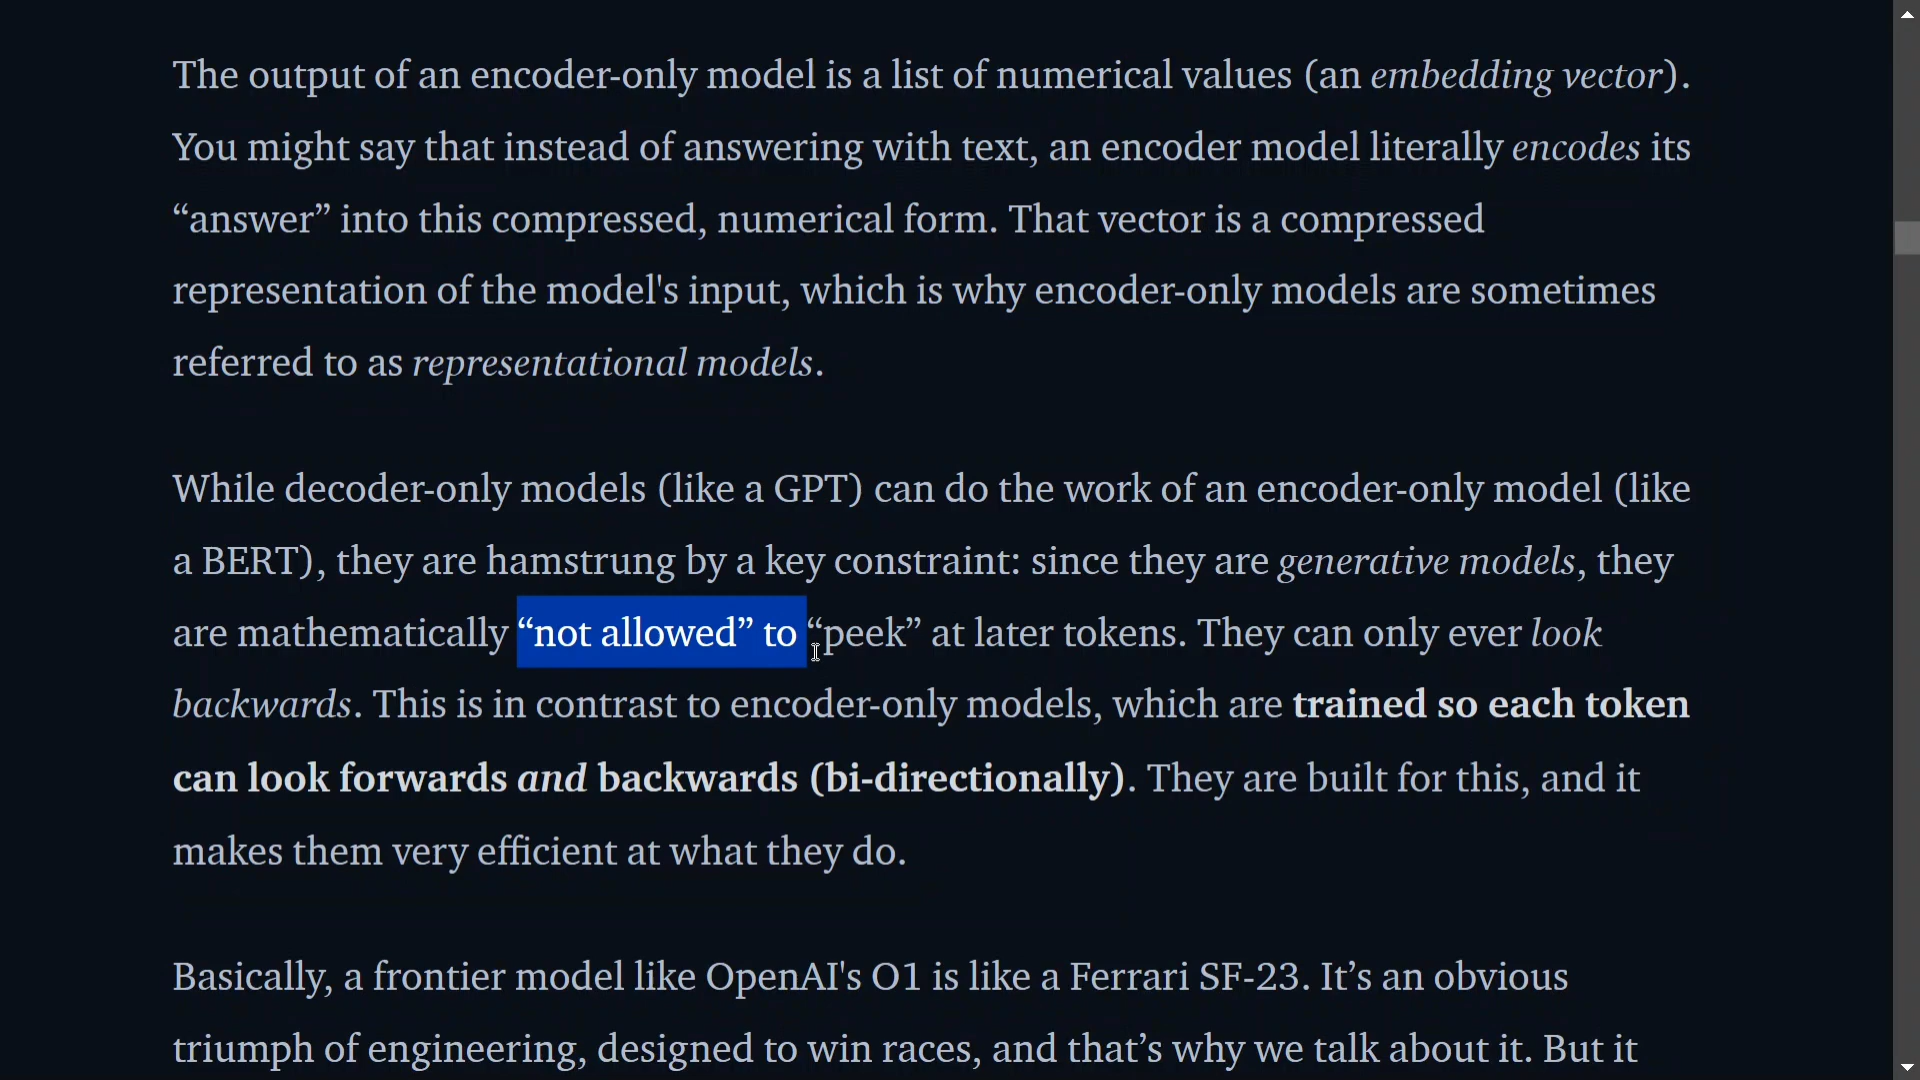 The output of an encoder-only model is a list of numerical values (an embedding vector).
You might say that instead of answering with text, an encoder model literally encodes its
“answer” into this compressed, numerical form. That vector is a compressed
representation of the model's input, which is why encoder-only models are sometimes
referred to as representational models.
While decoder-only models (like a GPT) can do the work of an encoder-only model (like
a BERT), they are hamstrung by a key constraint: since they are generative models, they
are mathematically “not allowed” to “peek” at later tokens. They can only ever look
backwards. This is in contrast to encoder-only models, which are trained so each token
can look forwards and backwards (bi-directionally). They are built for this, and it
makes them very efficient at what they do.
Basically, a frontier model like OpenAI's O1 is like a Ferrari SF-23. It’s an obvious
triumph of engineering, designed to win races, and that’s why we talk about it. But it